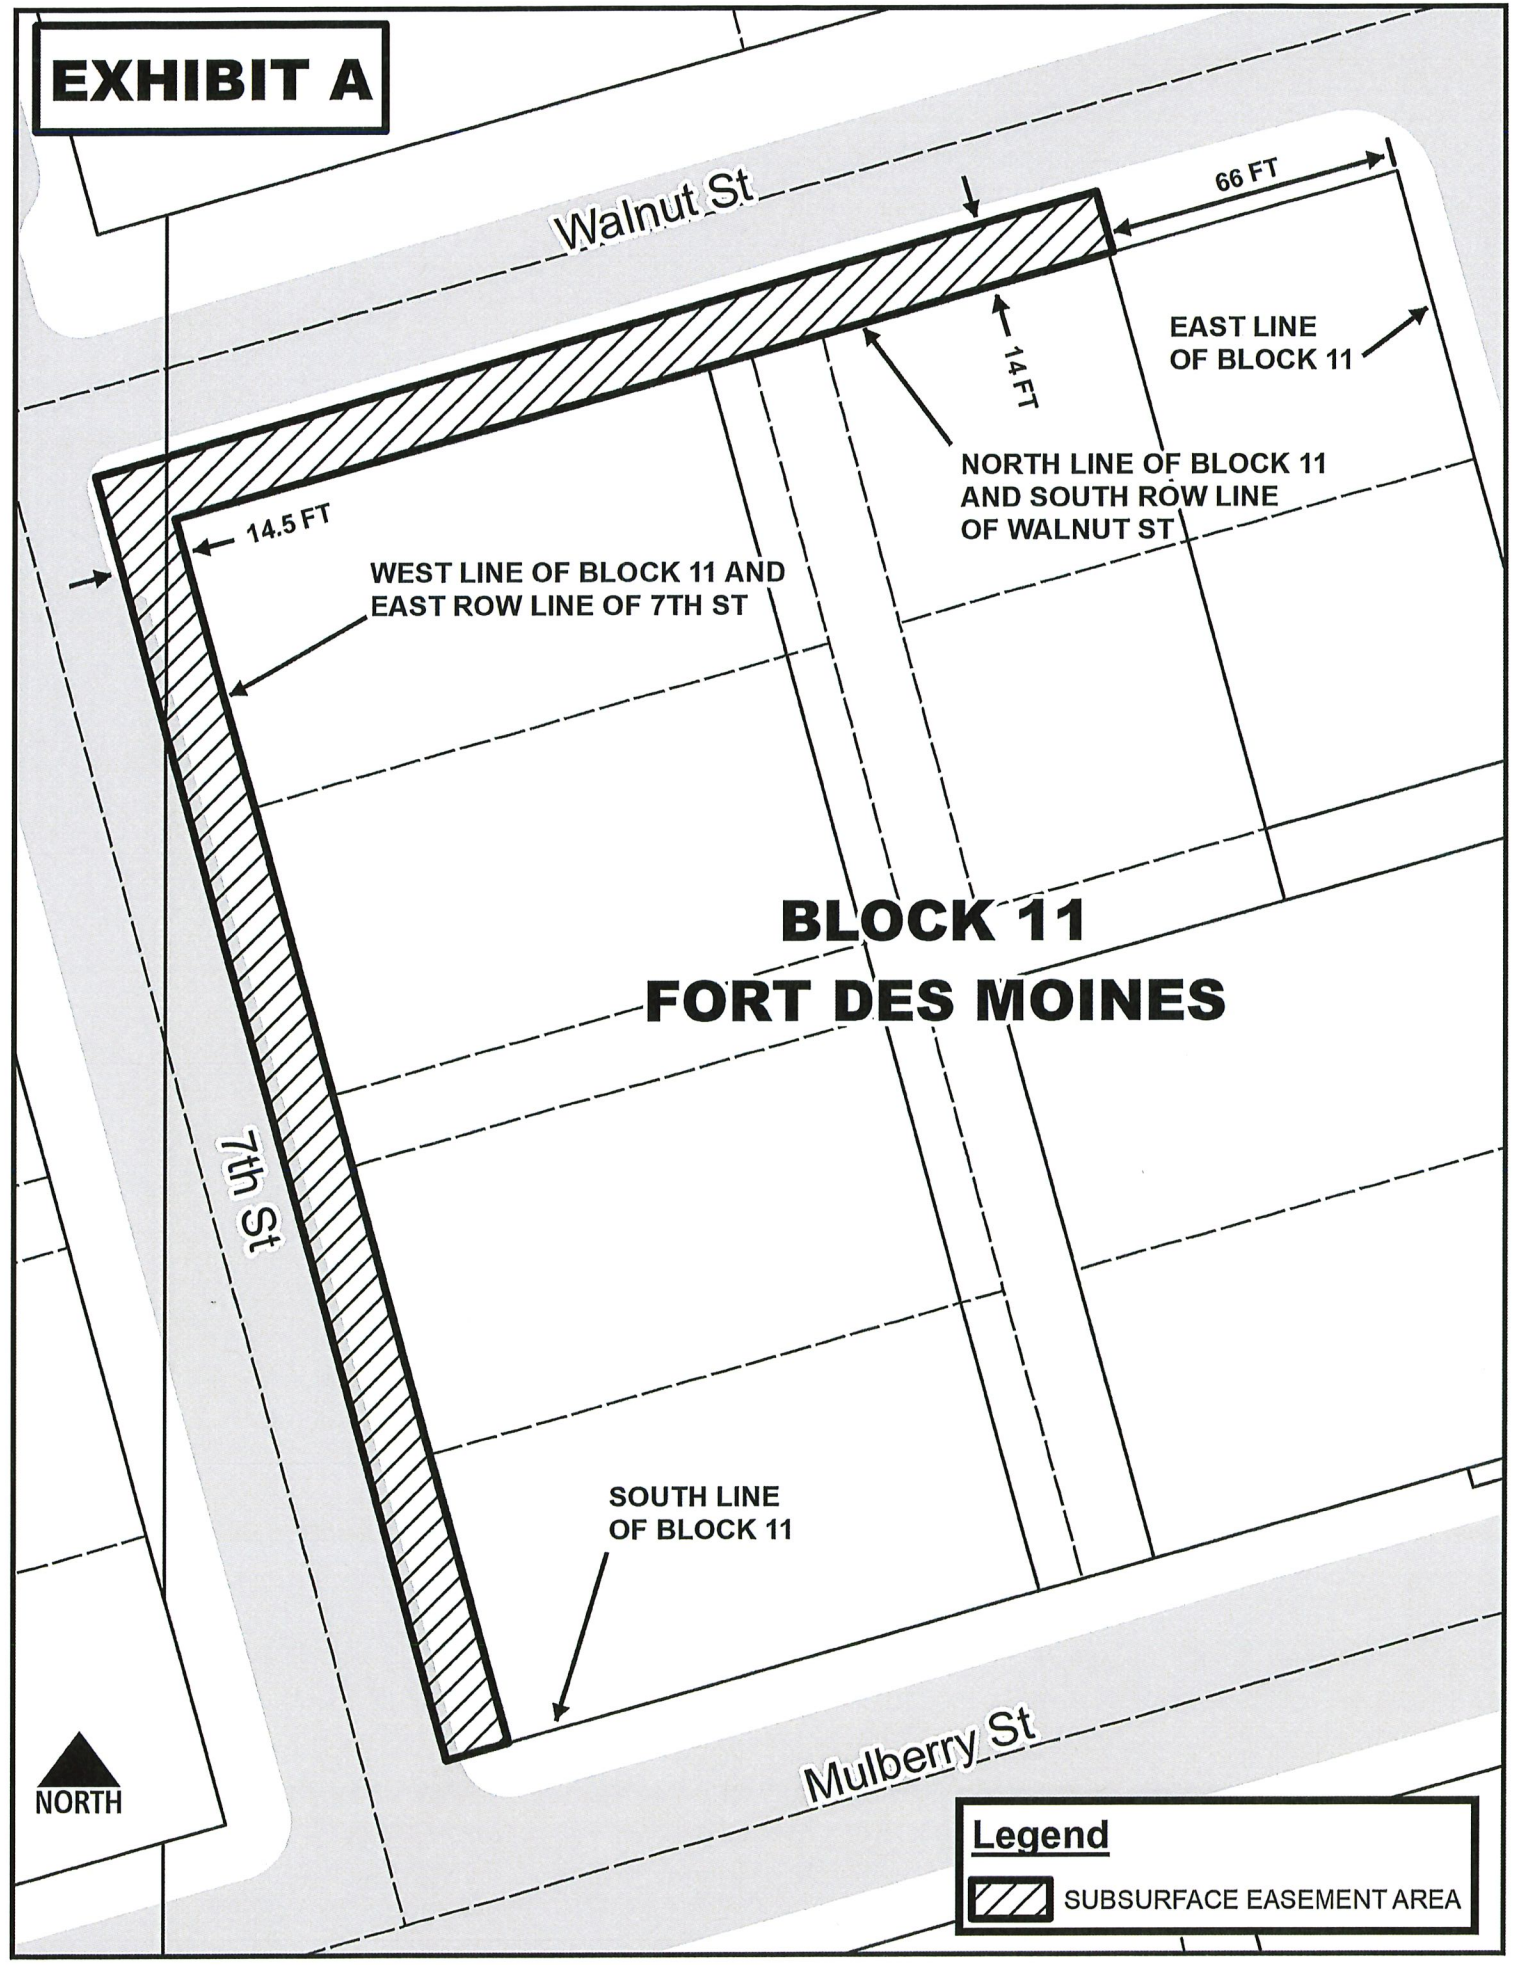 EXHIBIT A
Walnut St
66 FT
EAST LINE
OF BLOCK 11
14 FT
NORTH LINE OF BLOCK 11
AND SOUTH ROW LINE
OF WALNUT ST
14.5 FT
WEST LINE OF BLOCK 11 AND
EAST ROW LINE OF 7TH ST
BLOCK 11
FORT DES MOINES
7th St
SOUTH LINE
OF BLOCK 11
Mulberry St
NORTH
Legend
SUBSURFACE EASEMENT AREA